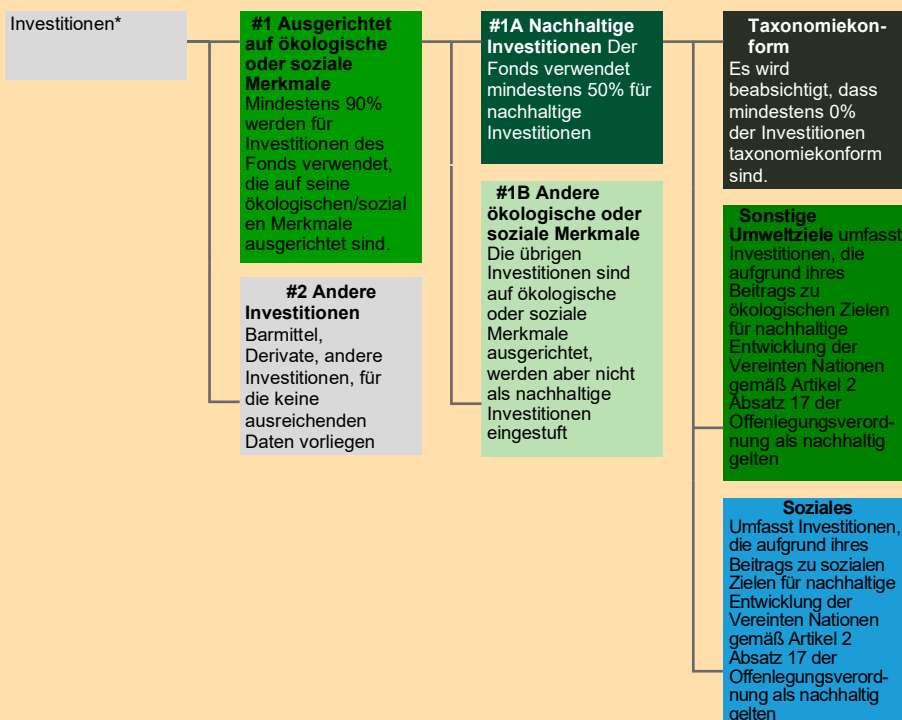 Investitionen*
#1 Ausgerichtet
auf ökologische
oder soziale
Merkmale
Mindestens 90%
werden für
Investitionen des
Fonds verwendet,
die auf seine
ökologischen/sozial
en Merkmale
ausgerichtet sind.
#2 Andere
Investitionen
Barmittel,
Derivate, andere
Investitionen, für
die keine
ausreichenden
Daten vorliegen
#1A Nachhaltige
Investitionen Der
Fonds verwendet
mindestens 50% für
nachhaltige
Investitionen
#1B Andere
ökologische oder
soziale Merkmale
Die übrigen
Investitionen sind
auf ökologische
oder soziale
Merkmale
ausgerichtet,
werden aber nicht
als nachhaltige
Investitionen
eingestuft
Taxonomiekon-
form
Es wird
beabsichtigt, dass
mindestens 0%
der Investitionen
taxonomiekonform
sind.
Sonstige
Umweltziele umfasst
Investitionen, die
aufgrund ihres
Beitrags zu
ökologischen Zielen
für nachhaltige
Entwicklung der
Vereinten Nationen
gemäß Artikel 2
Absatz 17 der
Offenlegungsverord-
nung als nachhaltig
gelten
Soziales
Umfasst Investitionen,
die aufgrund ihres
Beitrags zu sozialen
Zielen für nachhaltige
Entwicklung der
Vereinten Nationen
gemäß Artikel 2
Absatz 17 der
Offenlegungsverord-
nung als nachhaltig
gelten